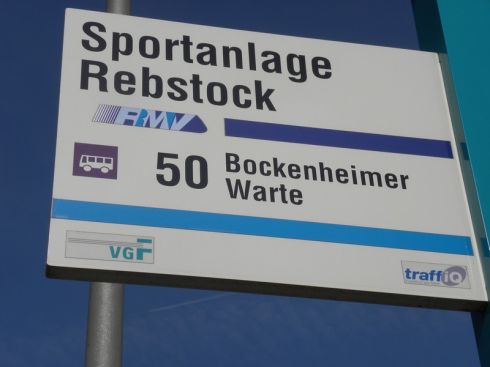 Sportanlage
Rebstock
RMV
50 Bockenheimer
Warte
VGF
traffiQ